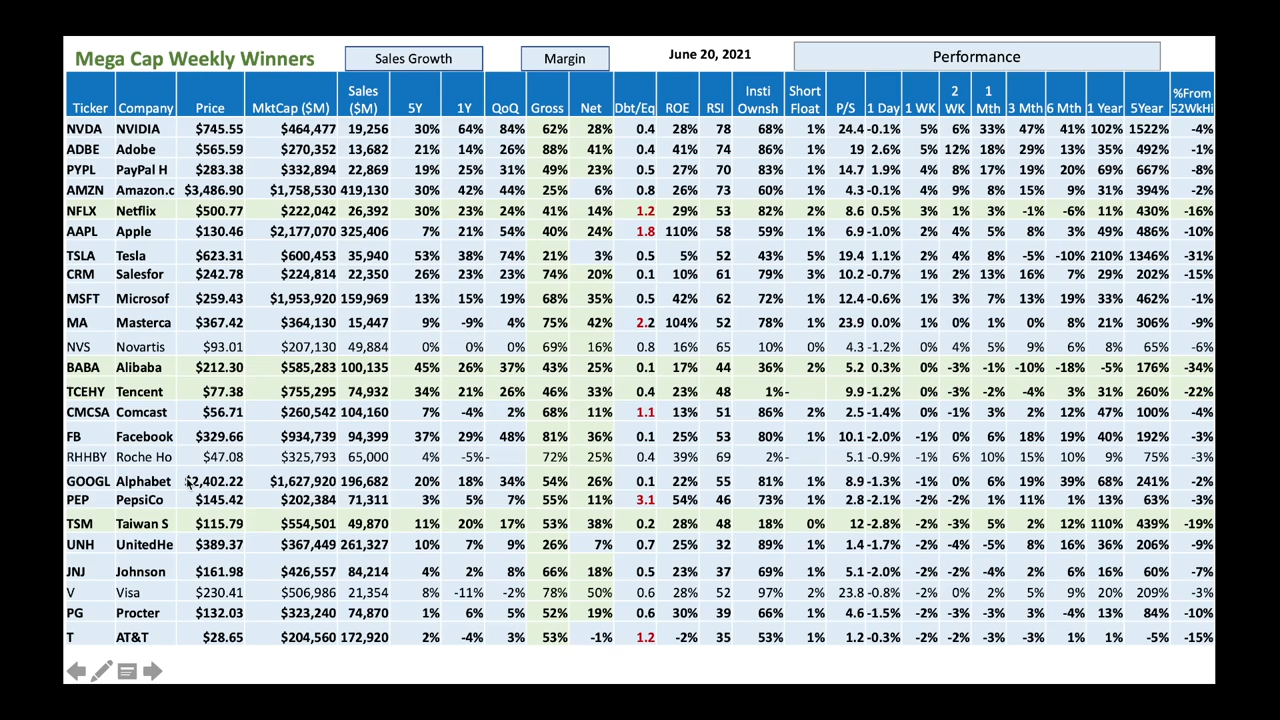 Mega Cap Weekly Winners Sales Growth Margin June 20, 2021 Performance
Ticker Company Price MktCap ($M) Sales ($M) 5Y 1Y QoQ Gross Net Dbt/Eq ROE RSI Insti Ownsh Short Float P/S 1 Day 1 WK 2 WK 1 Mth 3 Mth 6 Mth 1 Year 5Year %From 52WkHi
NVDA NVIDIA $745.55 $464,477 19,256 30% 64% 84% 62% 28% 0.4 28% 78 68% 1% 24.4 -0.1% 5% 6% 33% 47% 41% 102% 1522% -4%
ADBE Adobe $565.59 $270,352 13,682 21% 14% 26% 88% 41% 0.4 41% 74 86% 1% 19 2.6% 5% 12% 18% 29% 13% 35% 492% -1%
PYPL PayPal H $283.38 $332,894 22,869 19% 25% 31% 49% 23% 0.5 27% 70 83% 1% 14.7 1.9% 4% 8% 17% 19% 20% 69% 667% -8%
AMZN Amazon.c $3,486.90 $1,758,530 419,130 30% 42% 44% 25% 6% 0.8 26% 73 60% 1% 4.3 -0.1% 4% 9% 8% 15% 9% 31% 394% -2%
NFLX Netflix $500.77 $222,042 26,392 30% 23% 24% 41% 14% 1.2 29% 53 82% 2% 8.6 0.5% 3% 1% 3% -1% -6% 11% 430% -16%
AAPL Apple $130.46 $2,177,070 325,406 7% 21% 54% 40% 24% 1.8 110% 58 59% 1% 6.9 -1.0% 2% 4% 5% 8% 3% 49% 486% -10%
TSLA Tesla $623.31 $600,453 35,940 53% 38% 74% 21% 3% 0.5 5% 52 43% 5% 19.4 1.1% 2% 4% 8% -5% -10% 210% 1346% -31%
CRM Salesfor $242.78 $224,814 22,350 26% 23% 23% 74% 20% 0.1 10% 61 79% 3% 10.2 -0.7% 1% 2% 13% 16% 7% 29% 202% -15%
MSFT Microsof $259.43 $1,953,920 159,969 13% 15% 19% 68% 35% 0.5 42% 62 72% 1% 12.4 -0.6% 1% 3% 7% 13% 19% 33% 462% -1%
MA Masterca $367.42 $364,130 15,447 9% -9% 4% 75% 42% 2.2 104% 52 78% 1% 23.9 0.0% 1% 0% 1% 0% 8% 21% 306% -9%
NVS Novartis $93.01 $207,130 49,884 0% 0% 0% 69% 16% 0.8 16% 65 10% 0% 4.3 -1.2% 0% 4% 5% 9% 6% 8% 65% -6%
BABA Alibaba $212.30 $585,283 100,135 45% 26% 37% 43% 25% 0.1 17% 44 36% 2% 5.2 0.3% 0% -3% -1% -10% -18% -5% 176% -34%
TCEHY Tencent $77.38 $755,295 74,932 34% 21% 26% 46% 33% 0.4 23% 48 1% - 9.9 -1.2% 0% -3% -2% -4% 3% 31% 260% -22%
CMCSA Comcast $56.71 $260,542 104,160 7% -4% 2% 68% 11% 1.1 13% 51 86% 2% 2.5 -1.4% 0% -1% 3% 2% 12% 47% 100% -4%
FB Facebook $329.66 $934,739 94,399 37% 29% 48% 81% 36% 0.1 25% 53 80% 1% 10.1 -2.0% -1% 0% 6% 18% 19% 40% 192% -3%
RHHBY Roche Ho $47.08 $325,793 65,000 4% -5% - 72% 25% 0.4 39% 69 2% - 5.1 -0.9% -1% 6% 10% 15% 10% 9% 75% -3%
GOOGL Alphabet $2,402.22 $1,627,920 196,682 20% 18% 34% 54% 26% 0.1 22% 55 81% 1% 8.9 -1.3% -1% 0% 6% 19% 39% 68% 241% -2%
PEP PepsiCo $145.42 $202,384 71,311 3% 5% 7% 55% 11% 3.1 54% 46 73% 1% 2.8 -2.1% -2% -2% 1% 11% 1% 13% 63% -3%
TSM Taiwan S $115.79 $554,501 49,870 11% 20% 17% 53% 38% 0.2 28% 48 18% 0% 12 -2.8% -2% -3% 5% 2% 12% 110% 439% -19%
UNH UnitedHe $389.37 $367,449 261,327 10% 7% 9% 26% 7% 0.7 25% 32 89% 1% 1.4 -1.7% -2% -4% -5% 8% 16% 36% 206% -9%
JNJ Johnson $161.98 $426,557 84,214 4% 2% 8% 66% 18% 0.5 23% 37 69% 1% 5.1 -2.0% -2% -2% -4% 2% 6% 16% 60% -7%
V Visa $230.41 $506,986 21,354 8% -11% -2% 78% 50% 0.6 28% 52 97% 2% 23.8 -0.8% -2% 0% 2% 5% 9% 20% 209% -3%
PG Procter $132.03 $323,240 74,870 1% 6% 5% 52% 19% 0.6 30% 39 66% 1% 4.6 -1.5% -2% -3% -3% 3% -4% 13% 84% -10%
T AT&T $28.65 $204,560 172,920 2% -4% 3% 53% -1% 1.2 -2% 35 53% 1% 1.2 -0.3% -2% -2% -3% -3% 1% 1% -5% -15%